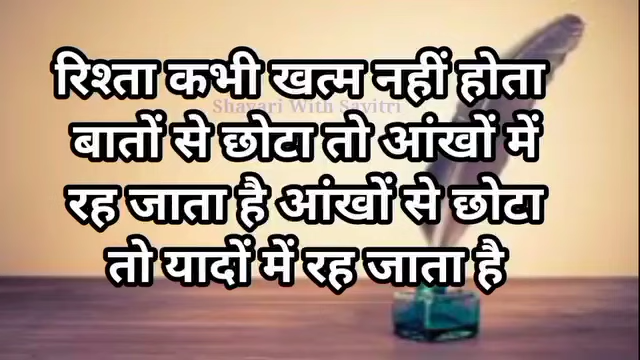 रिश्ता कभी खत्म नहीं होता
Shayari With Savitri
बातों से छोटा तो आंखों में
रह जाता है आंखों से छोटा
तो यादों में रह जाता है